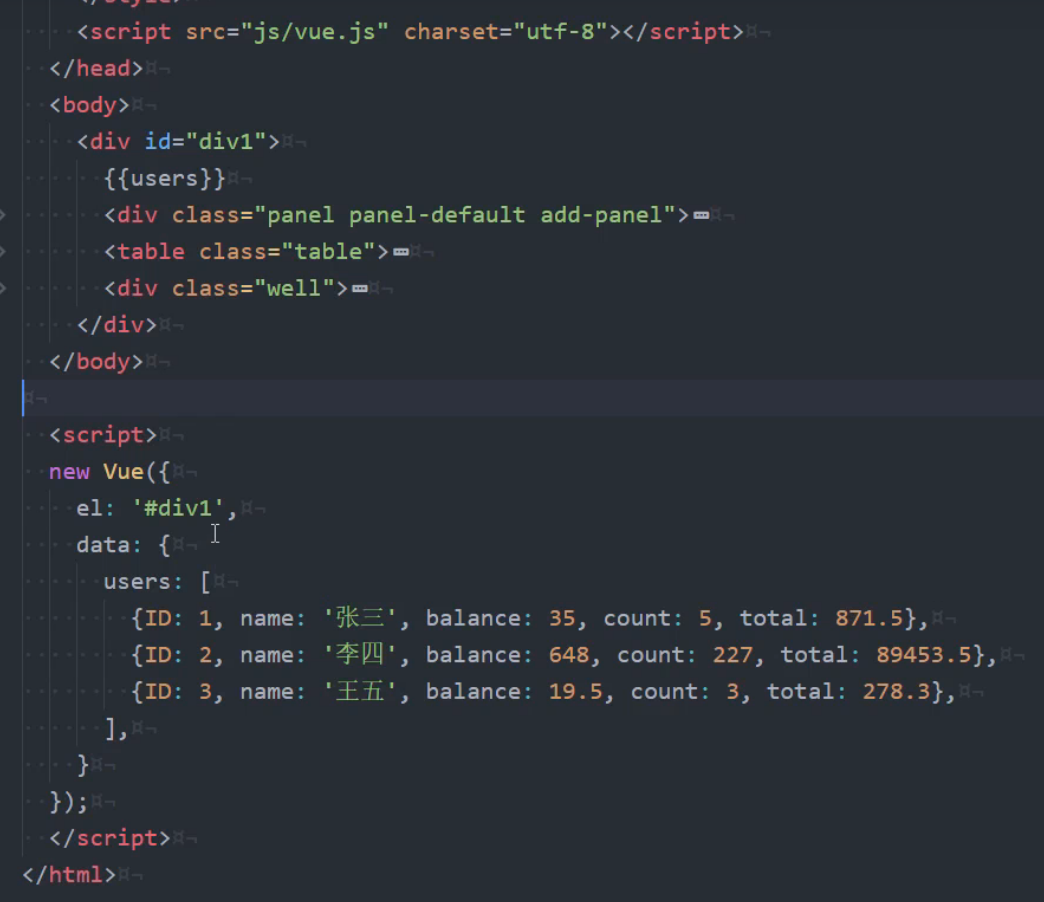 </style>
<script src="js/vue.js" charset="utf-8"></script>
</head>
<body>
<div id="div1">
{{users}}
<div class="panel panel-default add-panel">
<table class="table">
<div class="well">
</div>
</body>
<script>
new Vue({
el: '#div1',
data: {
users: [
{ID: 1, name: '张三', balance: 35, count: 5, total: 871.5},
{ID: 2, name: '李四', balance: 648, count: 227, total: 89453.5},
{ID: 3, name: '王五', balance: 19.5, count: 3, total: 278.3},
],
}
});
</script>
</html>